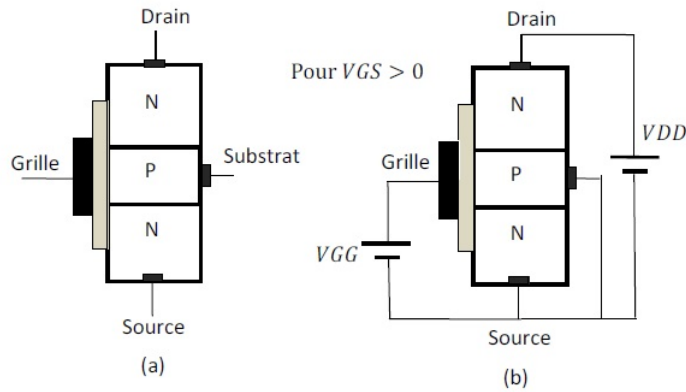 Drain
N
Grille
P
Substrat
N
Source
(a)
Pour VGS > 0
Drain
N
VDD
Grille
P
VGG
N
Source
(b)